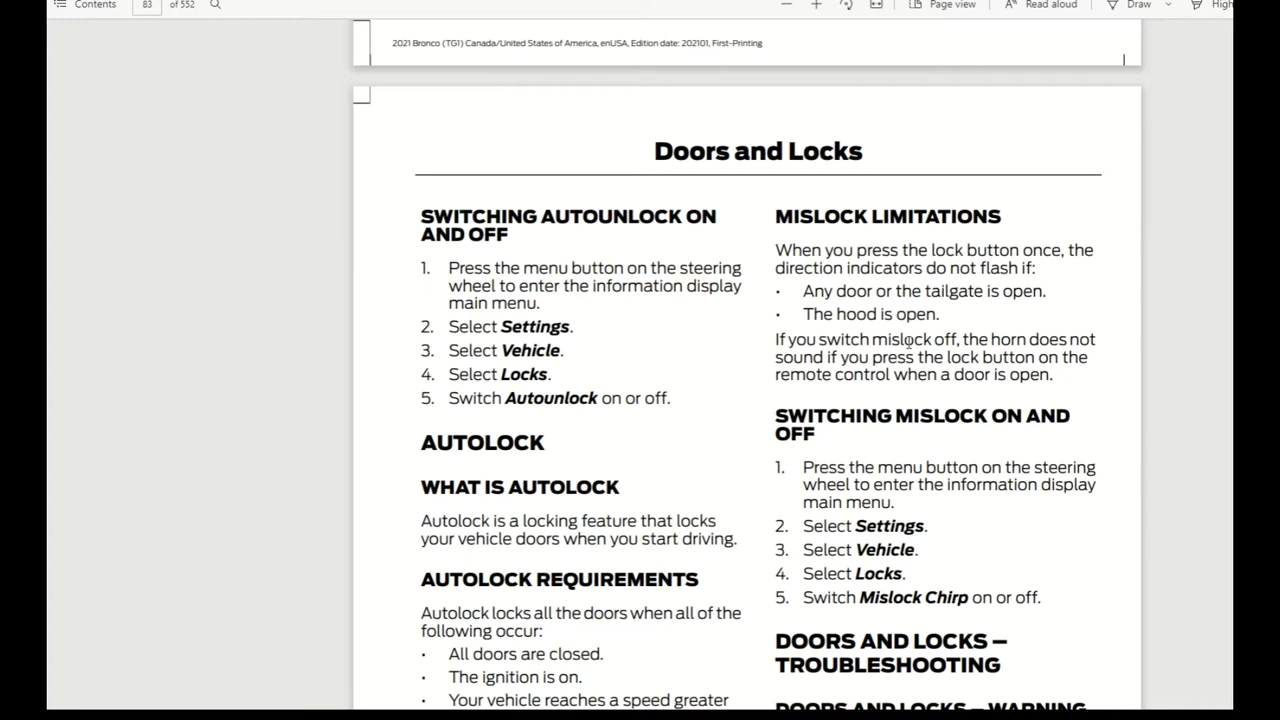 Contents
83
of 552
Page view
Read aloud
Draw
High
2021 Bronco (TG1) Canada/United States of America, enUSA, Edition date: 202101, First-Printing
Doors and Locks
SWITCHING AUTOUNLOCK ON
AND OFF
1. Press the menu button on the steering
wheel to enter the information display
main menu.
2. Select Settings.
3. Select Vehicle.
4. Select Locks.
5. Switch Autounlock on or off.
AUTOLOCK
WHAT IS AUTOLOCK
Autolock is a locking feature that locks
your vehicle doors when you start driving.
AUTOLOCK REQUIREMENTS
Autolock locks all the doors when all of the
following occur:
• All doors are closed.
• The ignition is on.
• Your vehicle reaches a speed greater
MISLOCK LIMITATIONS
When you press the lock button once, the
direction indicators do not flash if:
• Any door or the tailgate is open.
• The hood is open.
If you switch mislock off, the horn does not
sound if you press the lock button on the
remote control when a door is open.
SWITCHING MISLOCK ON AND
OFF
1. Press the menu button on the steering
wheel to enter the information display
main menu.
2. Select Settings.
3. Select Vehicle.
4. Select Locks.
5. Switch Mislock Chirp on or off.
DOORS AND LOCKS –
TROUBLESHOOTING
DOORS AND LOCKS – WARNING